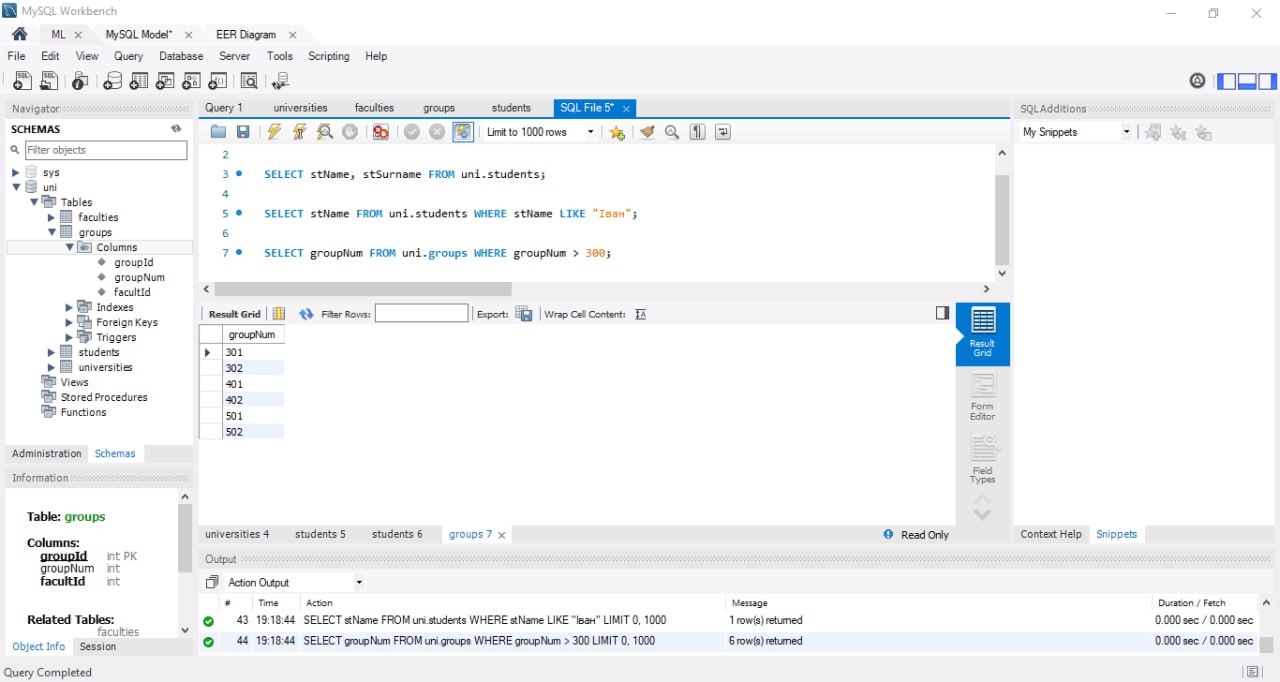 MySQL Workbench
ML
MySQL Model*
EER Diagram
File Edit View Query Database Server Tools Scripting Help
Navigator
SCHEMAS
Filter objects
sys
uni
Tables
faculties
groups
Columns
groupId
groupNum
facultId
Indexes
Foreign Keys
Triggers
students
universities
Views
Stored Procedures
Functions
Administration Schemas
Information
Table: groups
Columns:
groupId int PK
groupNum int
facultId int
Related Tables:
faculties
Object Info Session
Query 1 universities faculties groups students SQL File 5*
Limit to 1000 rows
2
3 SELECT stName, stSurname FROM uni.students;
4
5 SELECT stName FROM uni.students WHERE stName LIKE "Іван";
6
7 SELECT groupNum FROM uni.groups WHERE groupNum > 300;
Result Grid Filter Rows: Export: Wrap Cell Content:
groupNum
301
302
401
402
501
502
Result Grid
Form Editor
Field Types
universities 4 students 5 students 6 groups 7
Read Only
SQLAdditions
My Snippets
Context Help Snippets
Output
Action Output
# Time Action Message Duration / Fetch
43 19:18:44 SELECT stName FROM uni.students WHERE stName LIKE "Іван" LIMIT 0, 1000 1 row(s) returned 0.000 sec / 0.000 sec
44 19:18:44 SELECT groupNum FROM uni.groups WHERE groupNum > 300 LIMIT 0, 1000 6 row(s) returned 0.000 sec / 0.000 sec
Query Completed